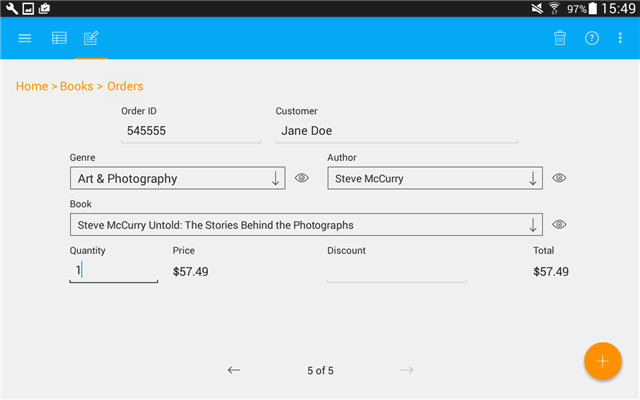 97% 15:49
Home > Books > Orders
Order ID Customer
545555 Jane Doe
Genre Author
Art & Photography Steve McCurry
Book
Steve McCurry Untold: The Stories Behind the Photographs
Quantity Price Discount Total
1 $57.49 $57.49
5 of 5